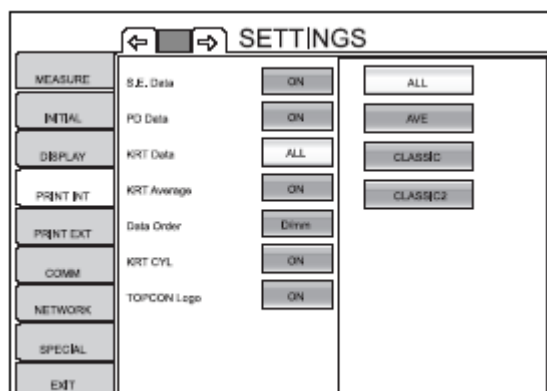 SETTINGS
MEASURE
INITIAL
DISPLAY
PRINT INT
PRINT EXT
COMM
NETWORK
SPECIAL
EXIT
S.E. Data ON
PD Data ON
KRT Data ALL
KRT Average ON
Data Order Dmm
KRT CYL ON
TOPCON Logo ON
ALL
AVE
CLASSIC
CLASSIC2